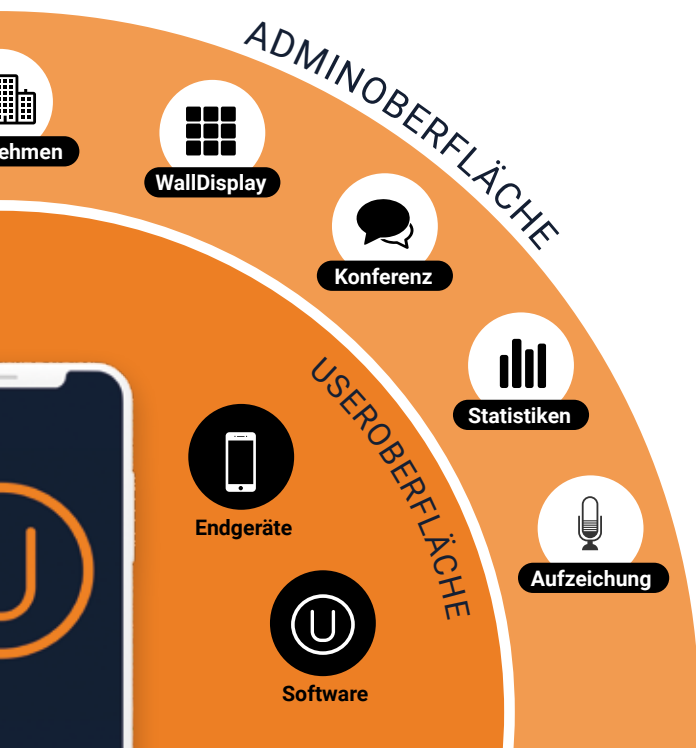 ADMINOBERFLÄCHE
ehmen
WallDisplay
Konferenz
Statistiken
Aufzeichung
USEROBERFLÄCHE
Endgeräte
U
Software
U